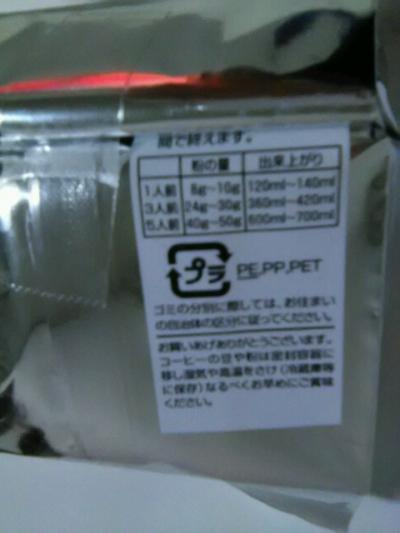 間で終えます。
粉の量 出来上がり
1人前 8g～10g 120ml～140ml
3人前 24g～30g 360ml～420ml
5人前 40g～50g 600ml～700ml
プラ PE,PP,PET
ゴミの分別に際しては、お住まい
の自治体の区分に従ってください。
お買いあげありがとうございます。
コーヒーの豆や粉は密封容器に
移し湿気や高温をさけ(冷蔵庫等
に保存)なるべくお早めにご賞味
ください。